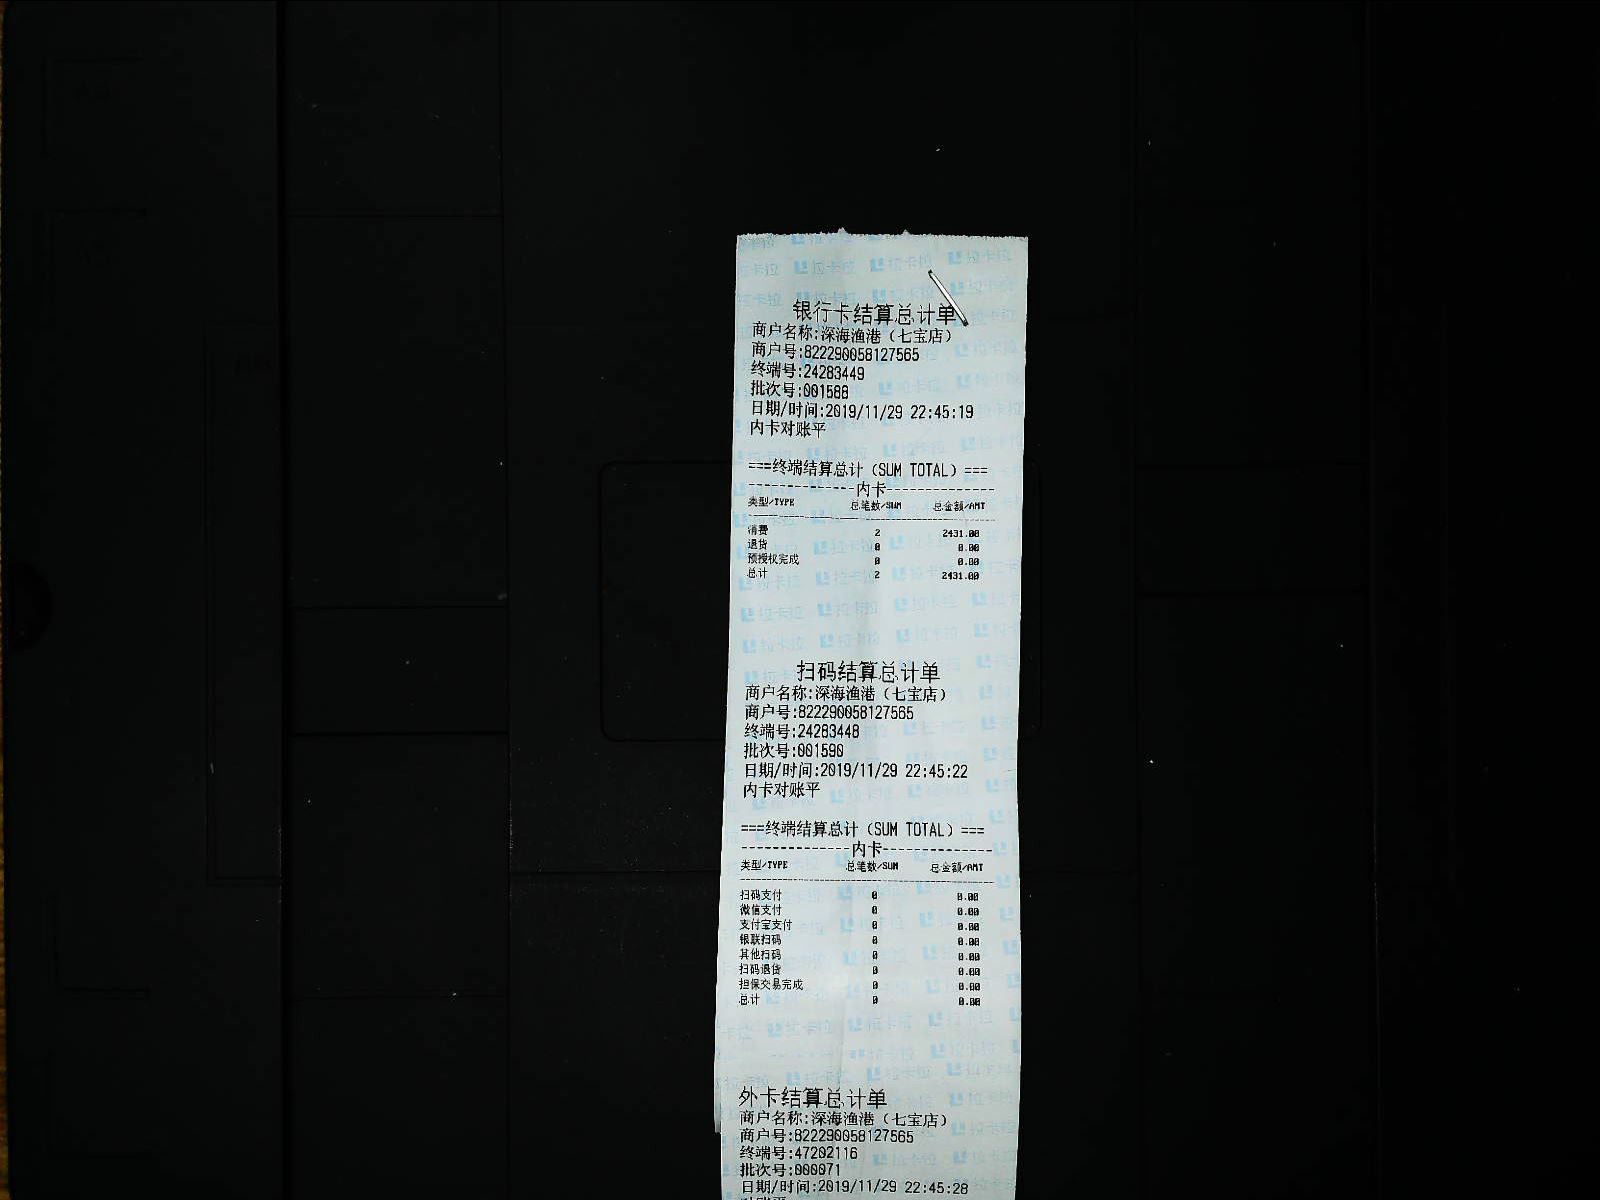 银行卡结算总计单
商户名称:深海渔港（七宝店）
商户号:822290058127565
终端号:24283449
批次号:001588
日期/时间:2019/11/29 22:45:19
内卡对账平
===终端结算总计（SUM TOTAL）===
--------------内卡--------------
类型/TYPE 总笔数/SUM 总金额/AMT
消费 2 2431.00
退货 0 0.00
预授权完成 0 0.00
总计 2 2431.00
扫码结算总计单
商户名称:深海渔港（七宝店）
商户号:822290058127565
终端号:24283448
批次号:001590
日期/时间:2019/11/29 22:45:22
内卡对账平
===终端结算总计（SUM TOTAL）===
--------------内卡--------------
类型/TYPE 总笔数/SUM 总金额/AMT
扫码支付 0 0.00
微信支付 0 0.00
支付宝支付 0 0.00
银联扫码 0 0.00
其他扫码 0 0.00
扫码退货 0 0.00
担保交易完成 0 0.00
总计 0 0.00
外卡结算总计单
商户名称:深海渔港（七宝店）
商户号:822290058127565
终端号:47202116
批次号:000071
日期/时间:2019/11/29 22:45:28